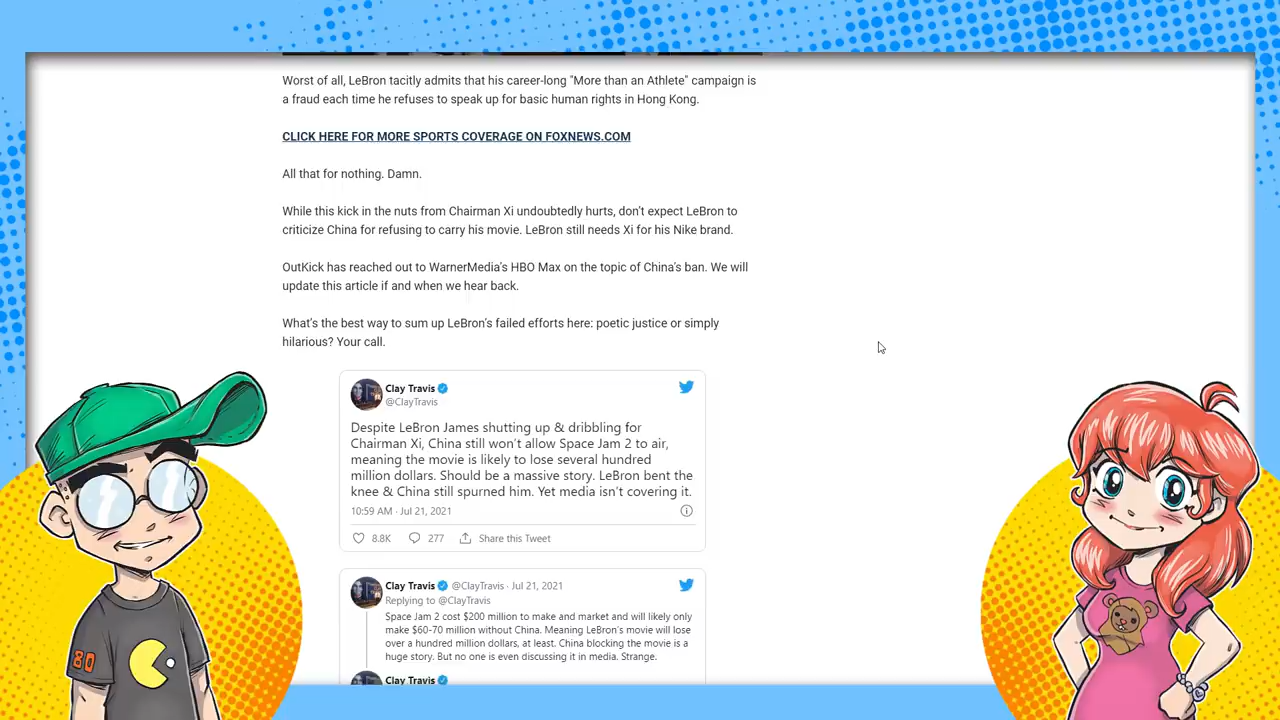 Worst of all, LeBron tacitly admits that his career-long "More than an Athlete" campaign is
a fraud each time he refuses to speak up for basic human rights in Hong Kong.
CLICK HERE FOR MORE SPORTS COVERAGE ON FOXNEWS.COM
All that for nothing. Damn.
While this kick in the nuts from Chairman Xi undoubtedly hurts, don't expect LeBron to
criticize China for refusing to carry his movie. LeBron still needs Xi for his Nike brand.
OutKick has reached out to WarnerMedia's HBO Max on the topic of China's ban. We will
update this article if and when we hear back.
What's the best way to sum up LeBron's failed efforts here: poetic justice or simply
hilarious? Your call.
Clay Travis
@ClayTravis
Despite LeBron James shutting up & dribbling for
Chairman Xi, China still won't allow Space Jam 2 to air,
meaning the movie is likely to lose several hundred
million dollars. Should be a massive story. LeBron bent the
knee & China still spurned him. Yet media isn't covering it.
10:59 AM · Jul 21, 2021
8.8K 277 Share this Tweet
Clay Travis @ClayTravis · Jul 21, 2021
Replying to @ClayTravis
Space Jam 2 cost $200 million to make and market and will likely only
make $60-70 million without China. Meaning LeBron's movie will lose
over a hundred million dollars, at least. China blocking the movie is a
huge story. But no one is even discussing it in media. Strange.
Clay Travis
80